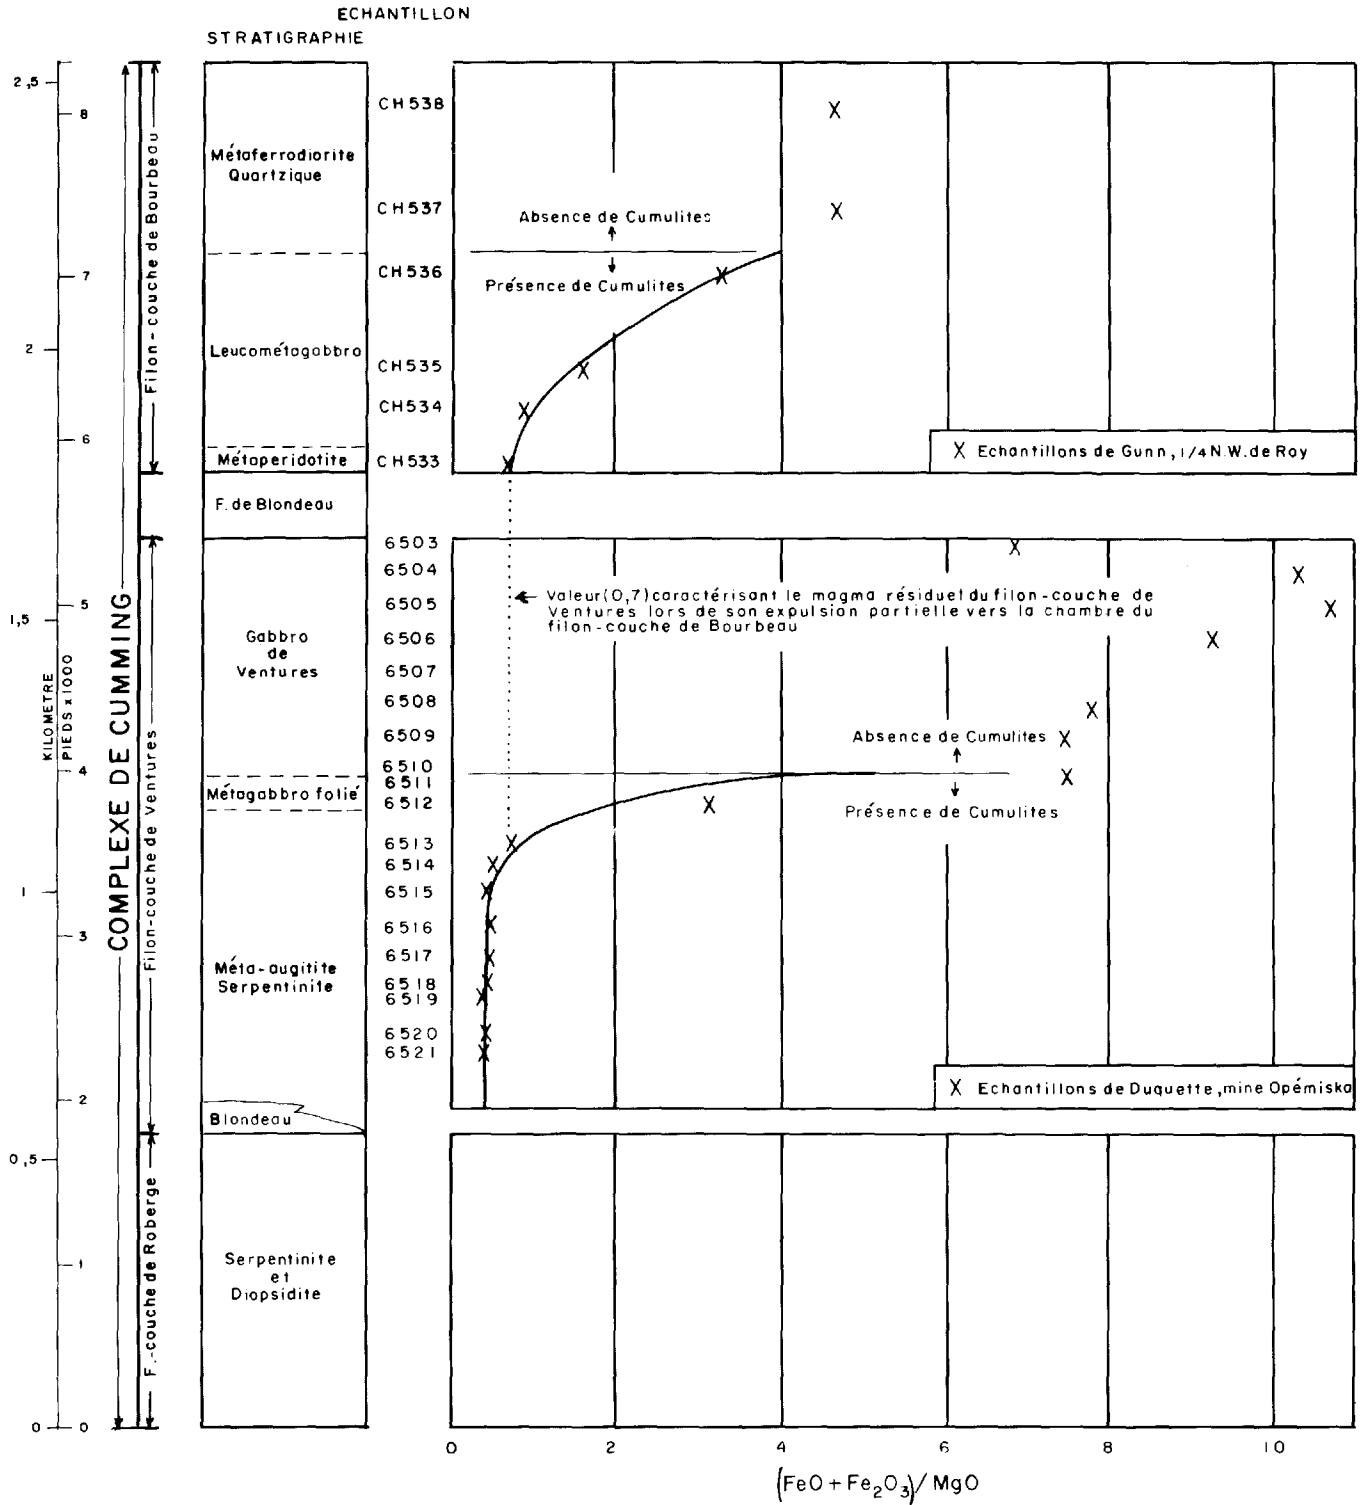 ECHANTILLON
STRATIGRAPHIE
2,5
8
7
2
6
1,5
5
4
1
3
2
0,5
1
0
0
KILOMETRE
PIEDS x 1000
COMPLEXE DE CUMMING
Filon-couche de Bourbeau
Filon-couche de Ventures
F.-couche de Roberge
Métaferrodiorite
Quartzique
Leucométagabbro
Métaperidotite
F. de Blondeau
Gabbro
de
Ventures
Métagabbro folié
Méta-augitite
Serpentinite
Blondeau
Serpentinite
et
Diopsidite
CH538
CH537
CH536
CH535
CH534
CH533
6503
6504
6505
6506
6507
6508
6509
6510
6511
6512
6513
6514
6515
6516
6517
6518
6519
6520
6521
Absence de Cumulites
Présence de Cumulites
X Echantillons de Gunn, 1/4 N.W. de Roy
Valeur (0,7) caractérisant le magma résiduel du filon-couche de
Ventures lors de son expulsion partielle vers la chambre du
filon-couche de Bourbeau
Absence de Cumulites
Présence de Cumulites
X Echantillons de Duquette, mine Opémiska
0 2 4 6 8 10
(FeO + Fe₂O₃) / MgO